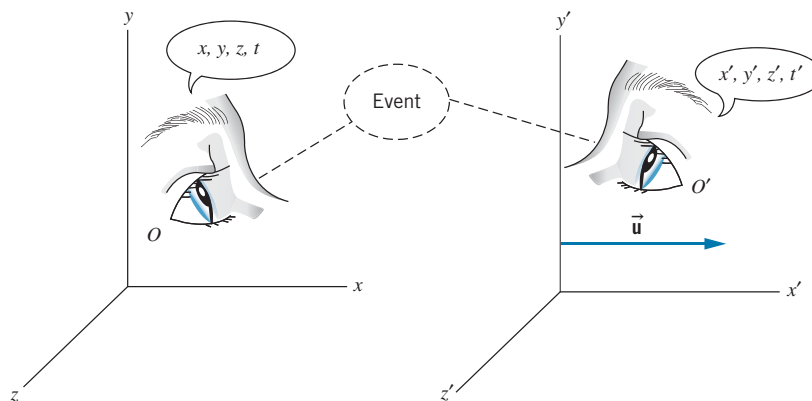 y
x, y, z, t
Event
y′
x′, y′, z′, t′
O
O′
u⃗
x
x′
z
z′